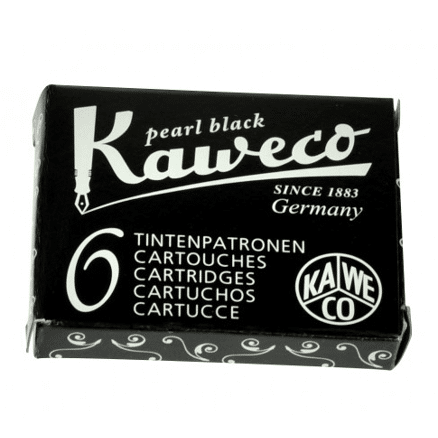 pearl black
Kaweco
SINCE 1883
Germany
6
TINTENPATRONEN
CARTOUCHES
CARTRIDGES
CARTUCHOS
CARTUCCE
KA WE
CO